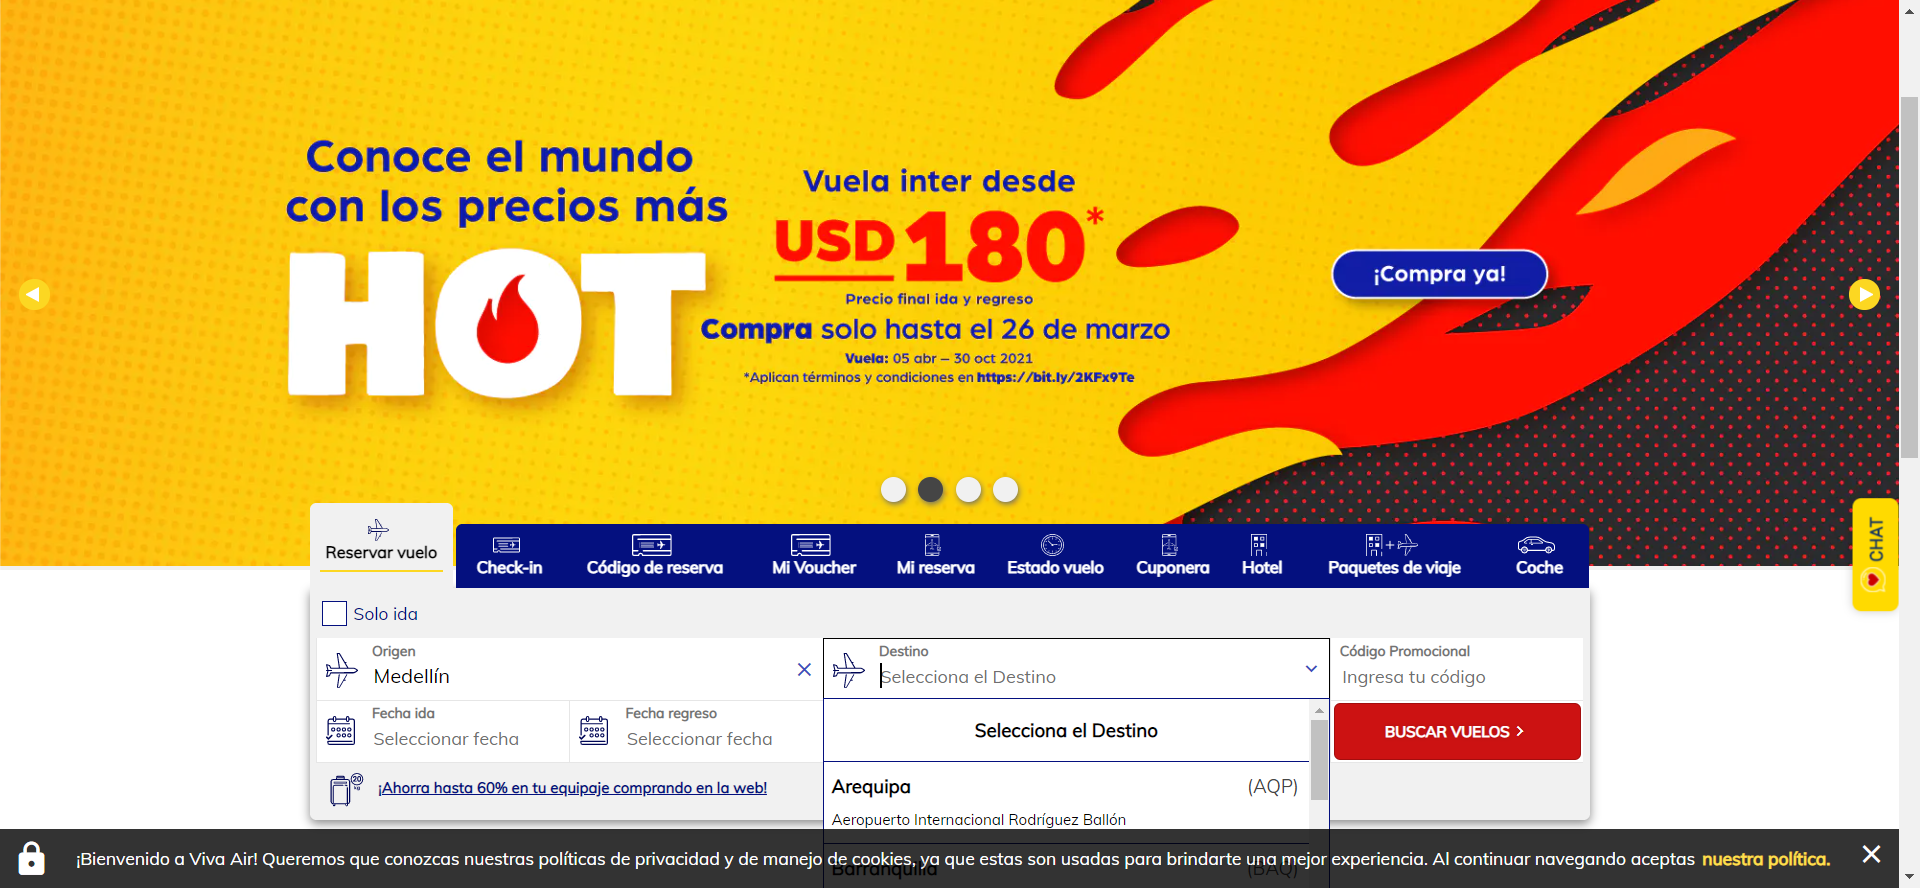 Conoce el mundo
con los precios más
HOT
Vuela inter desde
USD 180*
Precio final ida y regreso
Compra solo hasta el 26 de marzo
Vuela: 05 abr – 30 oct 2021
*Aplican términos y condiciones en https://bit.ly/2KFx9Te
¡Compra ya!
CHAT
Reservar vuelo
Check-in
Código de reserva
Mi Voucher
Mi reserva
Estado vuelo
Cuponera
Hotel
Paquetes de viaje
Coche
Solo ida
Origen
Medellín
Destino
Selecciona el Destino
Código Promocional
Ingresa tu código
Fecha ida
Seleccionar fecha
Fecha regreso
Seleccionar fecha
Selecciona el Destino
BUSCAR VUELOS
20 kg
¡Ahorra hasta 60% en tu equipaje comprando en la web!
Arequipa (AQP)
Aeropuerto Internacional Rodríguez Ballón
Barranquilla (BAQ)
¡Bienvenido a Viva Air! Queremos que conozcas nuestras políticas de privacidad y de manejo de cookies, ya que estas son usadas para brindarte una mejor experiencia. Al continuar navegando aceptas nuestra política.